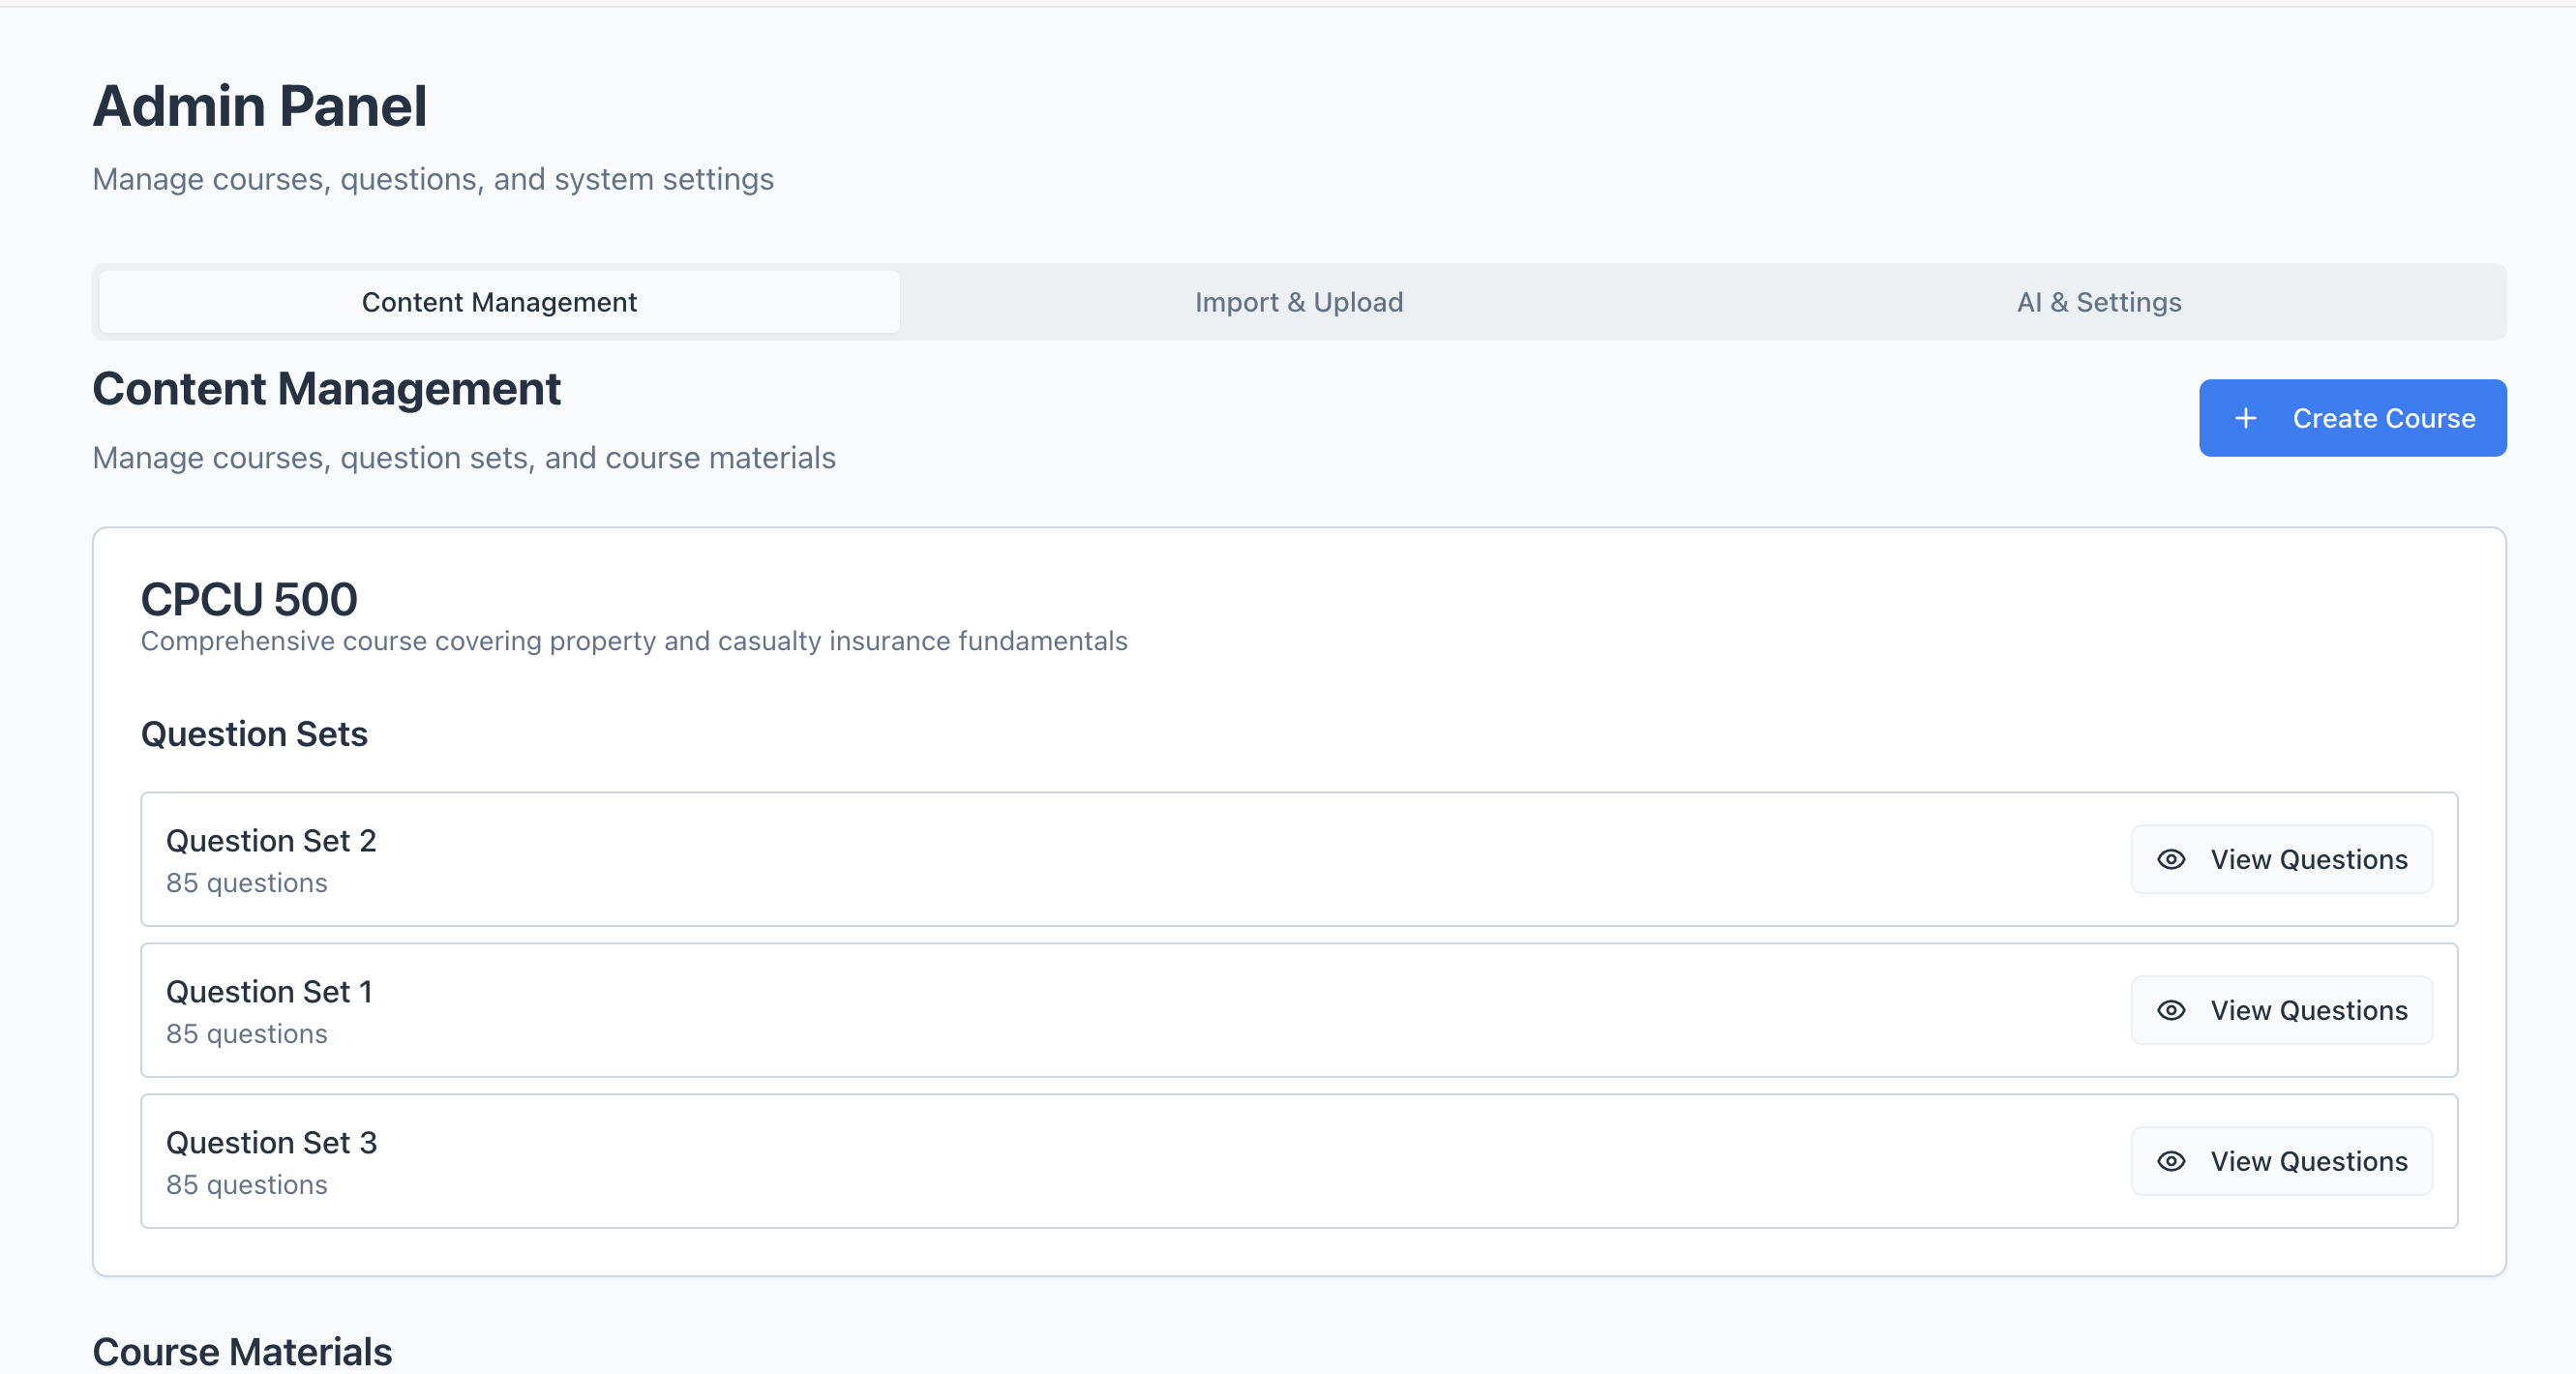 Admin Panel
Manage courses, questions, and system settings
Content Management
Import & Upload
AI & Settings
Content Management
Manage courses, question sets, and course materials
Create Course
CPCU 500
Comprehensive course covering property and casualty insurance fundamentals
Question Sets
Question Set 2
85 questions
View Questions
Question Set 1
85 questions
View Questions
Question Set 3
85 questions
View Questions
Course Materials